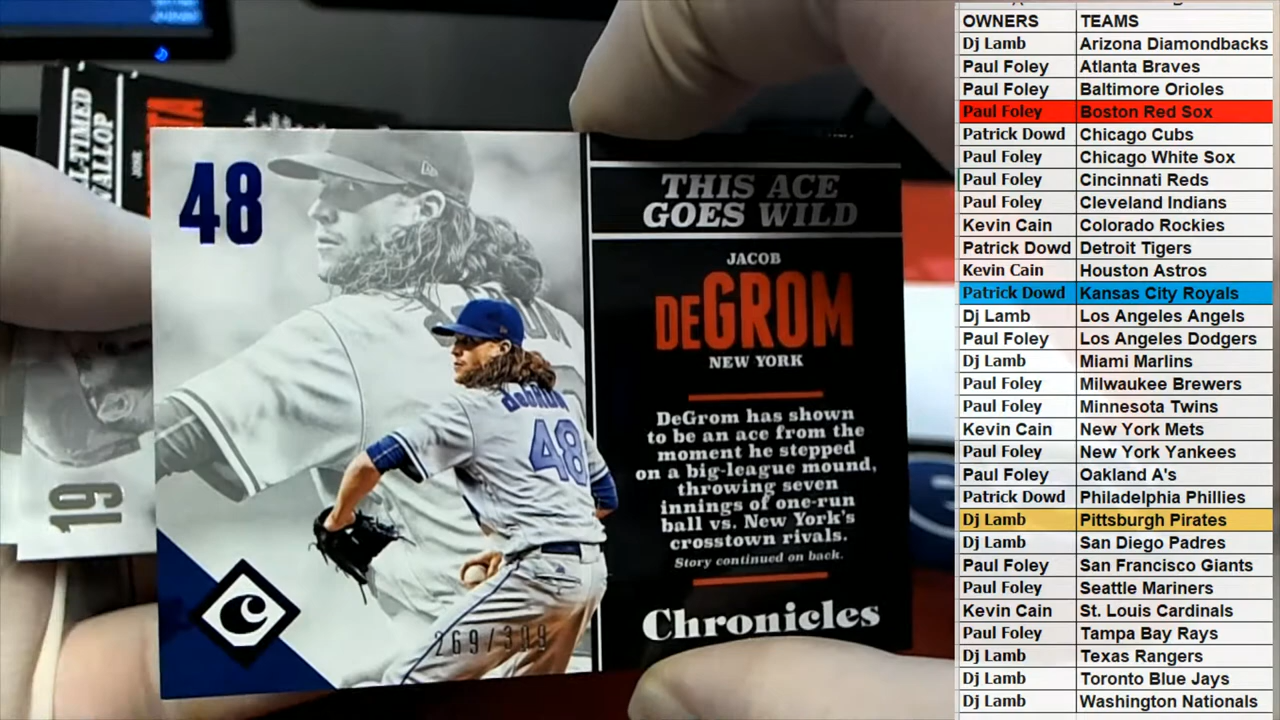 48
THIS ACE
GOES WILD
JACOB
DEGROM
NEW YORK
DeGrom has shown
to be an ace from the
moment he stepped
on a big-league mound,
throwing seven
innings of one-run
ball vs. New York's
crosstown rivals.
Story continued on back.
Chronicles
C
DEGROM
48
19
OWNERS TEAMS
Dj Lamb Arizona Diamondbacks
Paul Foley Atlanta Braves
Paul Foley Baltimore Orioles
Paul Foley Boston Red Sox
Patrick Dowd Chicago Cubs
Paul Foley Chicago White Sox
Paul Foley Cincinnati Reds
Paul Foley Cleveland Indians
Kevin Cain Colorado Rockies
Patrick Dowd Detroit Tigers
Kevin Cain Houston Astros
Patrick Dowd Kansas City Royals
Dj Lamb Los Angeles Angels
Paul Foley Los Angeles Dodgers
Dj Lamb Miami Marlins
Paul Foley Milwaukee Brewers
Paul Foley Minnesota Twins
Kevin Cain New York Mets
Paul Foley New York Yankees
Paul Foley Oakland A's
Patrick Dowd Philadelphia Phillies
Dj Lamb Pittsburgh Pirates
Dj Lamb San Diego Padres
Paul Foley San Francisco Giants
Paul Foley Seattle Mariners
Kevin Cain St. Louis Cardinals
Paul Foley Tampa Bay Rays
Dj Lamb Texas Rangers
Dj Lamb Toronto Blue Jays
Dj Lamb Washington Nationals